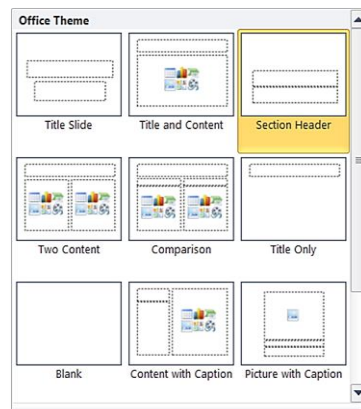 Office Theme
Title Slide
Title and Content
Section Header
Two Content
Comparison
Title Only
Blank
Content with Caption
Picture with Caption